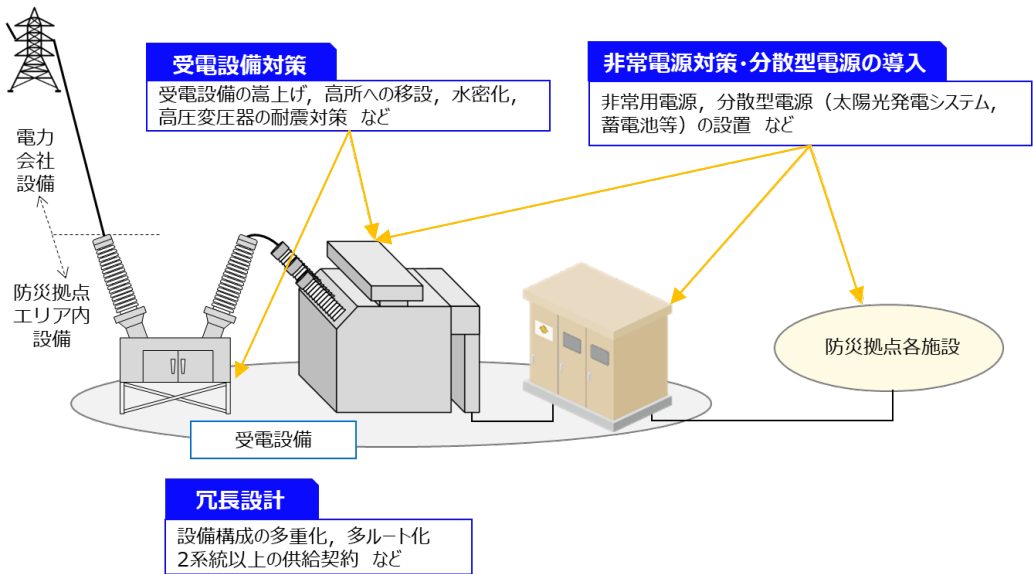 受電設備対策
受電設備の嵩上げ，高所への移設，水密化，
高圧変圧器の耐震対策 など
非常電源対策・分散型電源の導入
非常用電源，分散型電源（太陽光発電システム，
蓄電池等）の設置 など
電力
会社
設備
防災拠点
エリア内
設備
防災拠点各施設
受電設備
冗長設計
設備構成の多重化，多ルート化
2系統以上の供給契約 など